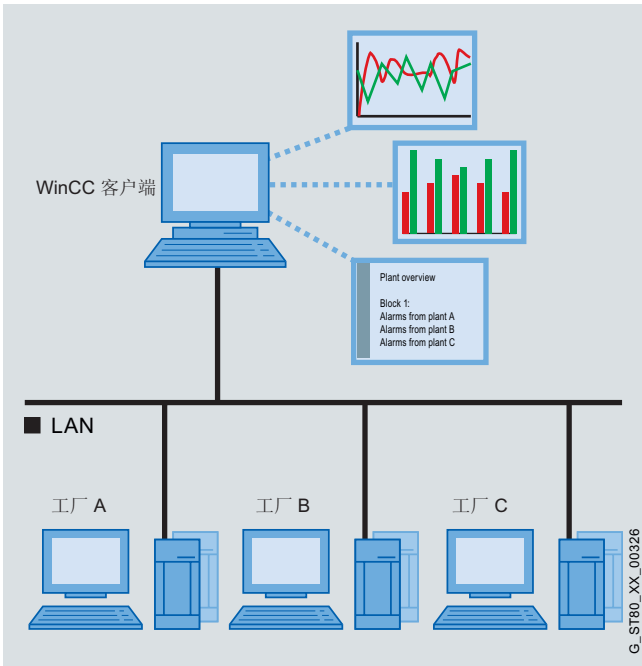 WinCC 客户端
Plant overview
Block 1:
Alarms from plant A
Alarms from plant B
Alarms from plant C
LAN
工厂 A
工厂 B
工厂 C
G_ST80_XX_00326